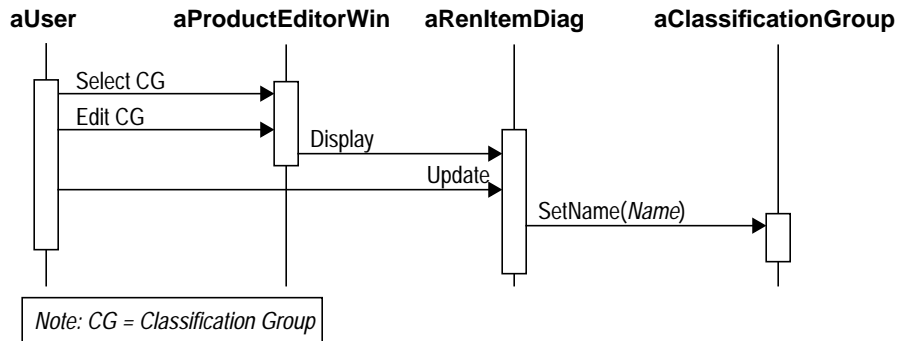 aUser aProductEditorWin aRenItemDiag aClassificationGroup
Select CG
Edit CG
Display
Update
SetName(Name)
Note: CG = Classification Group